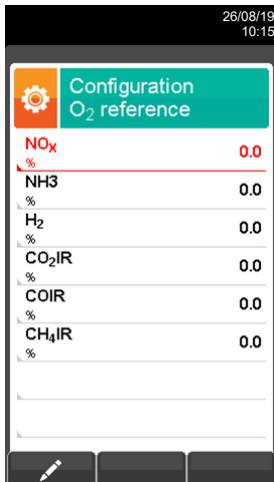 26/08/19
10:15
Configuration
O₂ reference
NOX
0.0
%
NH3
0.0
%
H₂
0.0
%
CO₂IR
0.0
%
COIR
0.0
%
CH₄IR
0.0
%